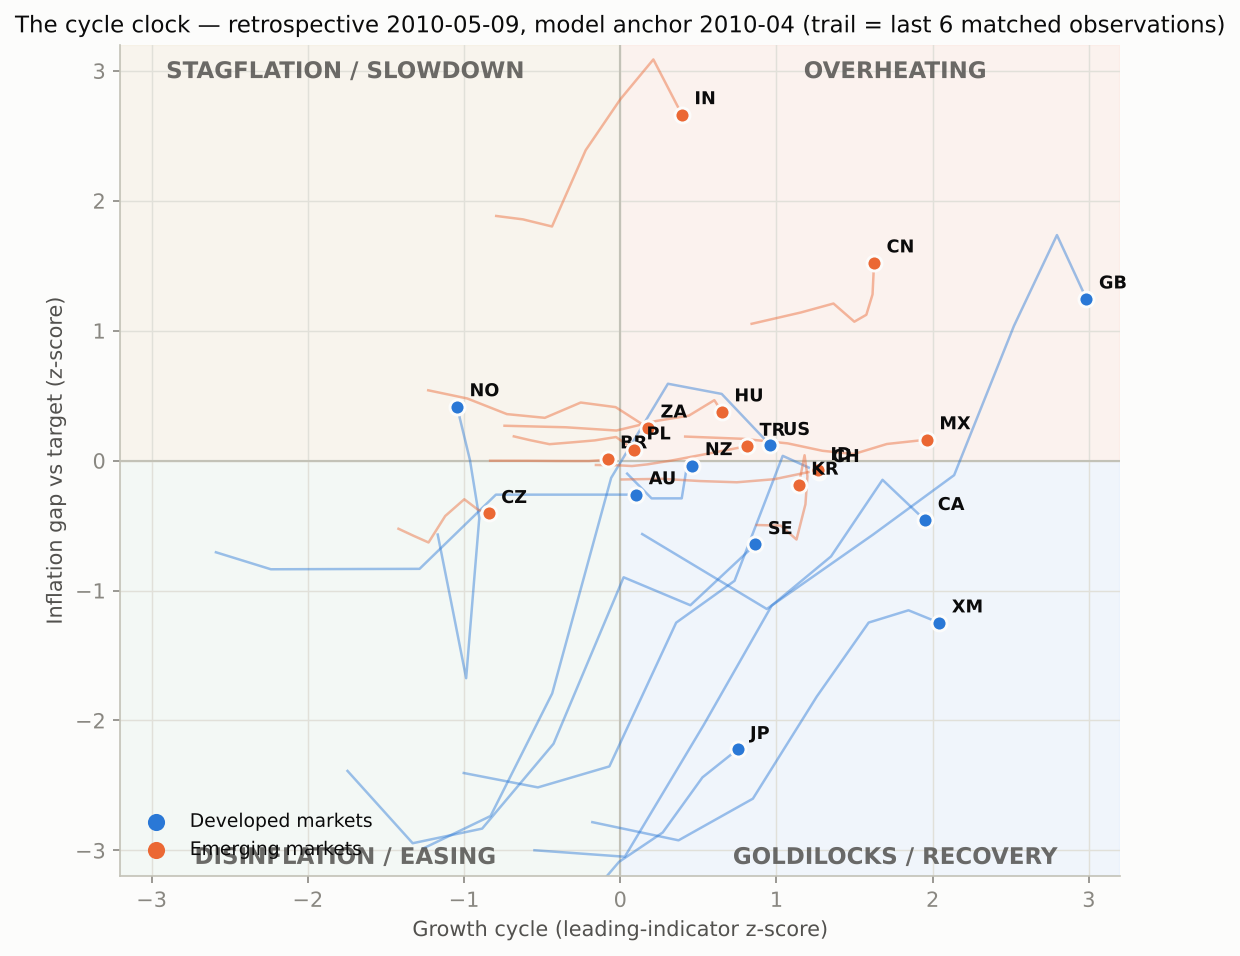 The cycle clock — retrospective 2010-05-09, model anchor 2010-04 (trail = last 6 matched observations)
STAGFLATION / SLOWDOWN
OVERHEATING
IN
CN
GB
NO
HU
ZA
MX
PL
TR
US
BR
NZ
ID
CH
KR
AU
CZ
CA
SE
XM
JP
Developed markets
Emerging markets
DISINFLATION / EASING
GOLDILOCKS / RECOVERY
3
2
1
0
−1
−2
−3
−3
−2
−1
0
1
2
3
Inflation gap vs target (z-score)
Growth cycle (leading-indicator z-score)